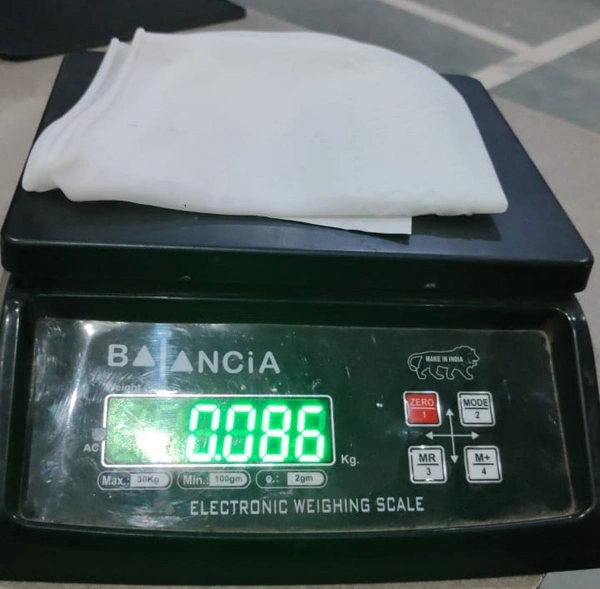 BALANCiA
MAKE IN INDIA
Weight
ZERO
1
MODE
2
0.086
AC
Kg.
MR
3
M+
4
Max.: 30Kg
Min.: 100gm
e.: 2gm
ELECTRONIC WEIGHING SCALE